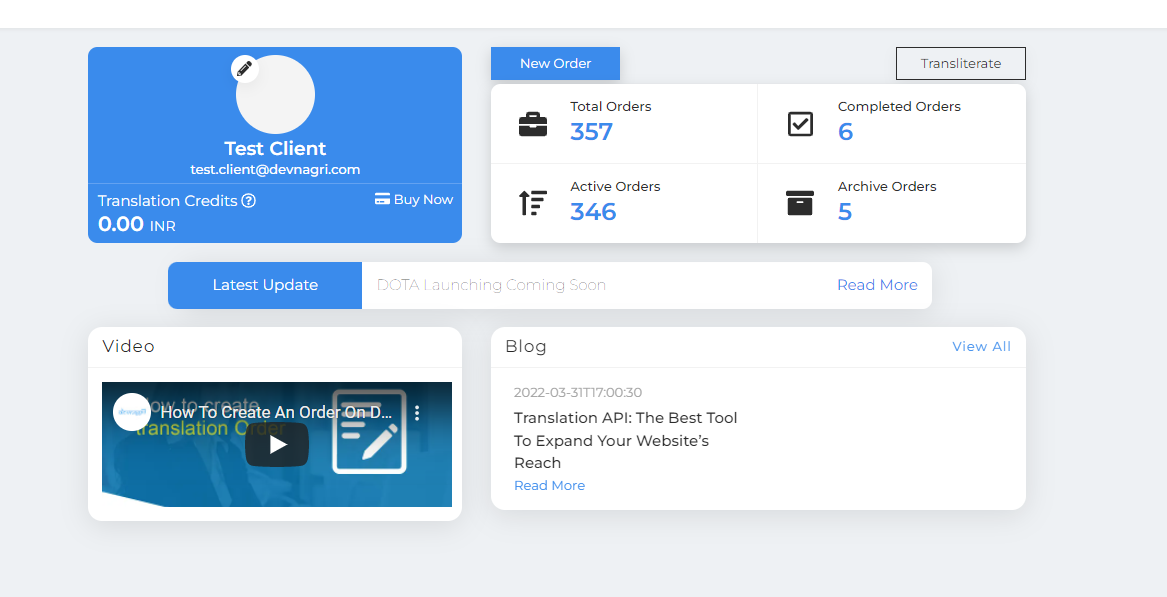 Test Client
test.client@devnagri.com
Translation Credits
Buy Now
0.00 INR
New Order
Transliterate
Total Orders
357
Completed Orders
6
Active Orders
346
Archive Orders
5
Latest Update
DOTA Launching Coming Soon
Read More
Video
How To Create An Order On D...
How to create
translation Order
Blog
View All
2022-03-31T17:00:30
Translation API: The Best Tool
To Expand Your Website’s
Reach
Read More